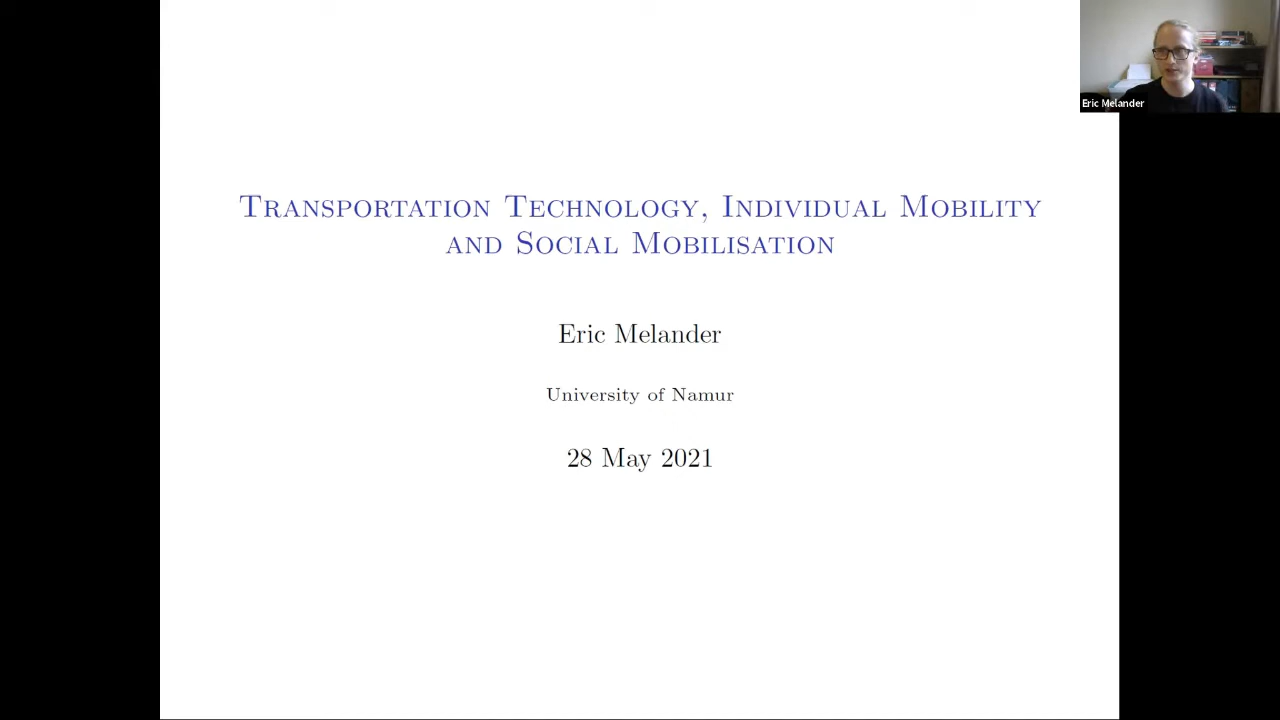 Eric Melander
Transportation Technology, Individual Mobility
and Social Mobilisation
Eric Melander
University of Namur
28 May 2021